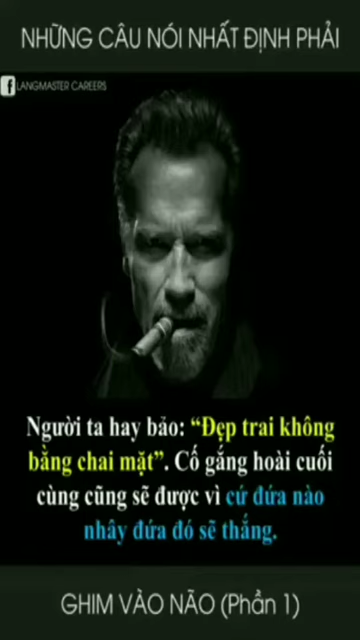 NHỮNG CÂU NÓI NHẤT ĐỊNH PHẢI
f LANGMASTER CAREERS
Người ta hay bảo: “Đẹp trai không
bằng chai mặt”. Cố gắng hoài cuối
cùng cũng sẽ được vì cứ đứa nào
nhây đứa đó sẽ thắng.
GHIM VÀO NÃO (Phần 1)